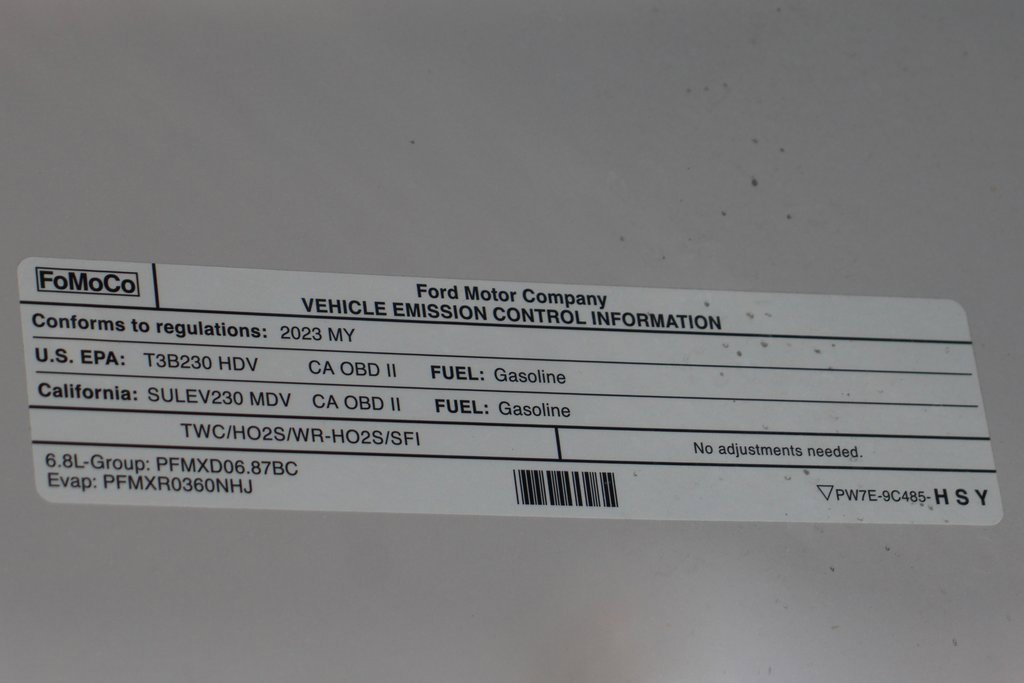 FoMoCo
Ford Motor Company
VEHICLE EMISSION CONTROL INFORMATION
Conforms to regulations: 2023 MY
U.S. EPA: T3B230 HDV CA OBD II FUEL: Gasoline
California: SULEV230 MDV CA OBD II FUEL: Gasoline
TWC/HO2S/WR-HO2S/SFI No adjustments needed.
6.8L-Group: PFMXD06.87BC
Evap: PFMXR0360NHJ
PW7E-9C485-HSY